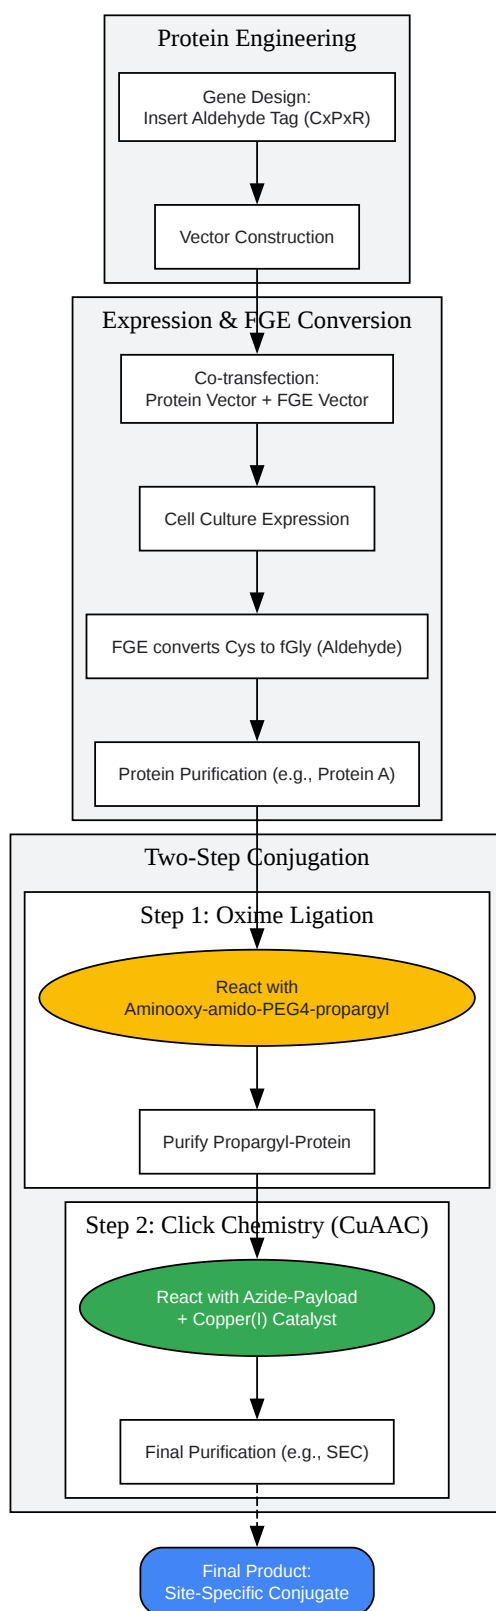 Protein Engineering
Gene Design:
Insert Aldehyde Tag (CxPxR)
Vector Construction
Expression & FGE Conversion
Co-transfection:
Protein Vector + FGE Vector
Cell Culture Expression
FGE converts Cys to fGly (Aldehyde)
Protein Purification (e.g., Protein A)
Two-Step Conjugation
Step 1: Oxime Ligation
React with
Aminooxy-amido-PEG4-propargyl
Purify Propargyl-Protein
Step 2: Click Chemistry (CuAAC)
React with Azide-Payload
+ Copper(I) Catalyst
Final Purification (e.g., SEC)
Final Product:
Site-Specific Conjugate